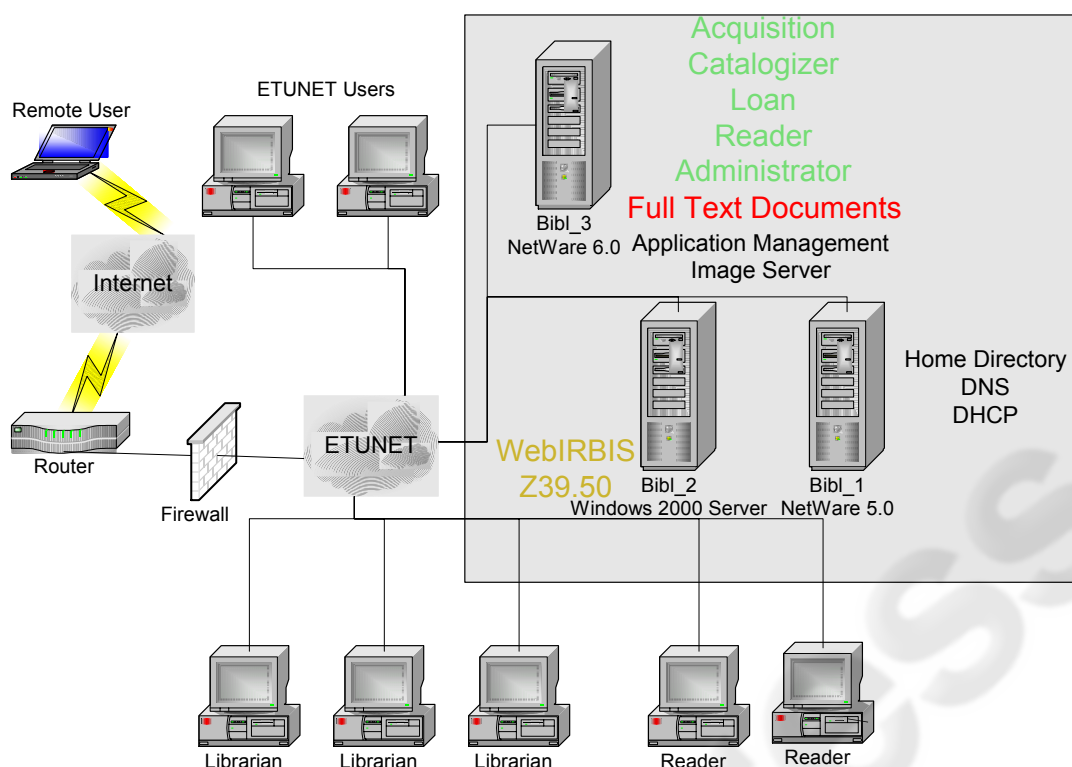 Acquisition
Catalogizer
Loan
Reader
Administrator
Full Text Documents
Application Management
Image Server
Bibl_3
NetWare 6.0
ETUNET Users
Remote User
Internet
Router
Firewall
ETUNET
WebIRBIS
Z39.50
Bibl_2
Windows 2000 Server
Bibl_1
NetWare 5.0
Home Directory
DNS
DHCP
Librarian
Librarian
Librarian
Reader
Reader